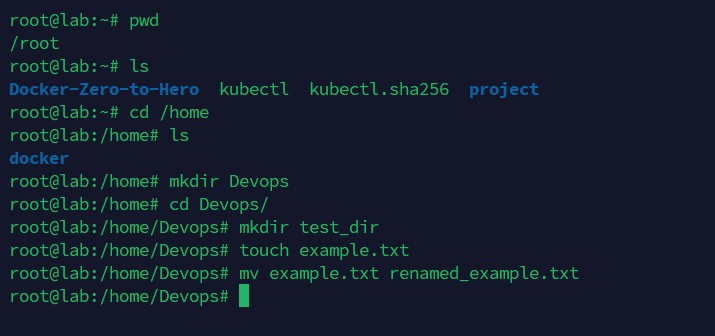 root@lab:~# pwd
/root
root@lab:~# ls
Docker-Zero-to-Hero  kubectl  kubectl.sha256  project
root@lab:~# cd /home
root@lab:/home# ls
docker
root@lab:/home# mkdir Devops
root@lab:/home# cd Devops/
root@lab:/home/Devops# mkdir test_dir
root@lab:/home/Devops# touch example.txt
root@lab:/home/Devops# mv example.txt renamed_example.txt
root@lab:/home/Devops#